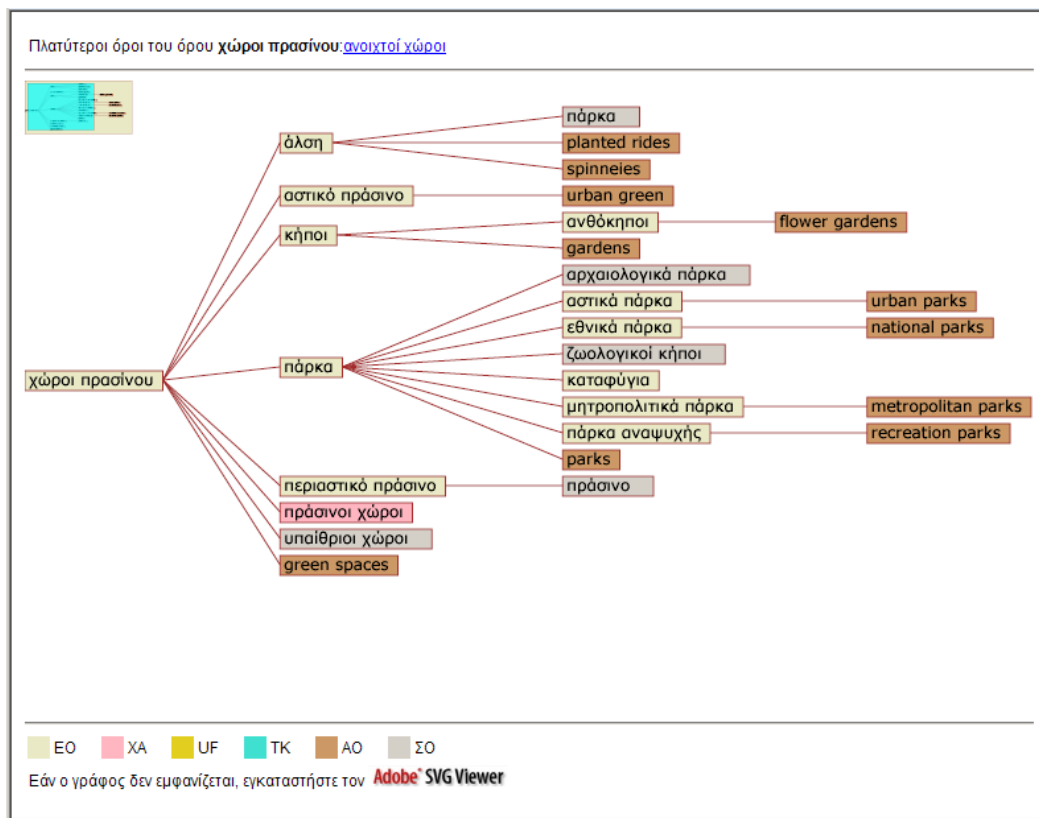 Πλατύτεροι όροι του όρου χώροι πρασίνου:ανοιχτοί χώροι
πάρκα
άλση
planted rides
spinneies
αστικό πράσινο
urban green
ανθόκηποι
flower gardens
κήποι
gardens
αρχαιολογικά πάρκα
αστικά πάρκα
urban parks
εθνικά πάρκα
national parks
ζωολογικοί κήποι
πάρκα
χώροι πρασίνου
καταφύγια
μητροπολιτικά πάρκα
metropolitan parks
πάρκα αναψυχής
recreation parks
parks
περιαστικό πράσινο
πράσινο
πράσινοι χώροι
υπαίθριοι χώροι
green spaces
ΕΟ ΧΑ UF ΤΚ ΑΟ ΣΟ
Εάν ο γράφος δεν εμφανίζεται, εγκαταστήστε τον Adobe SVG Viewer